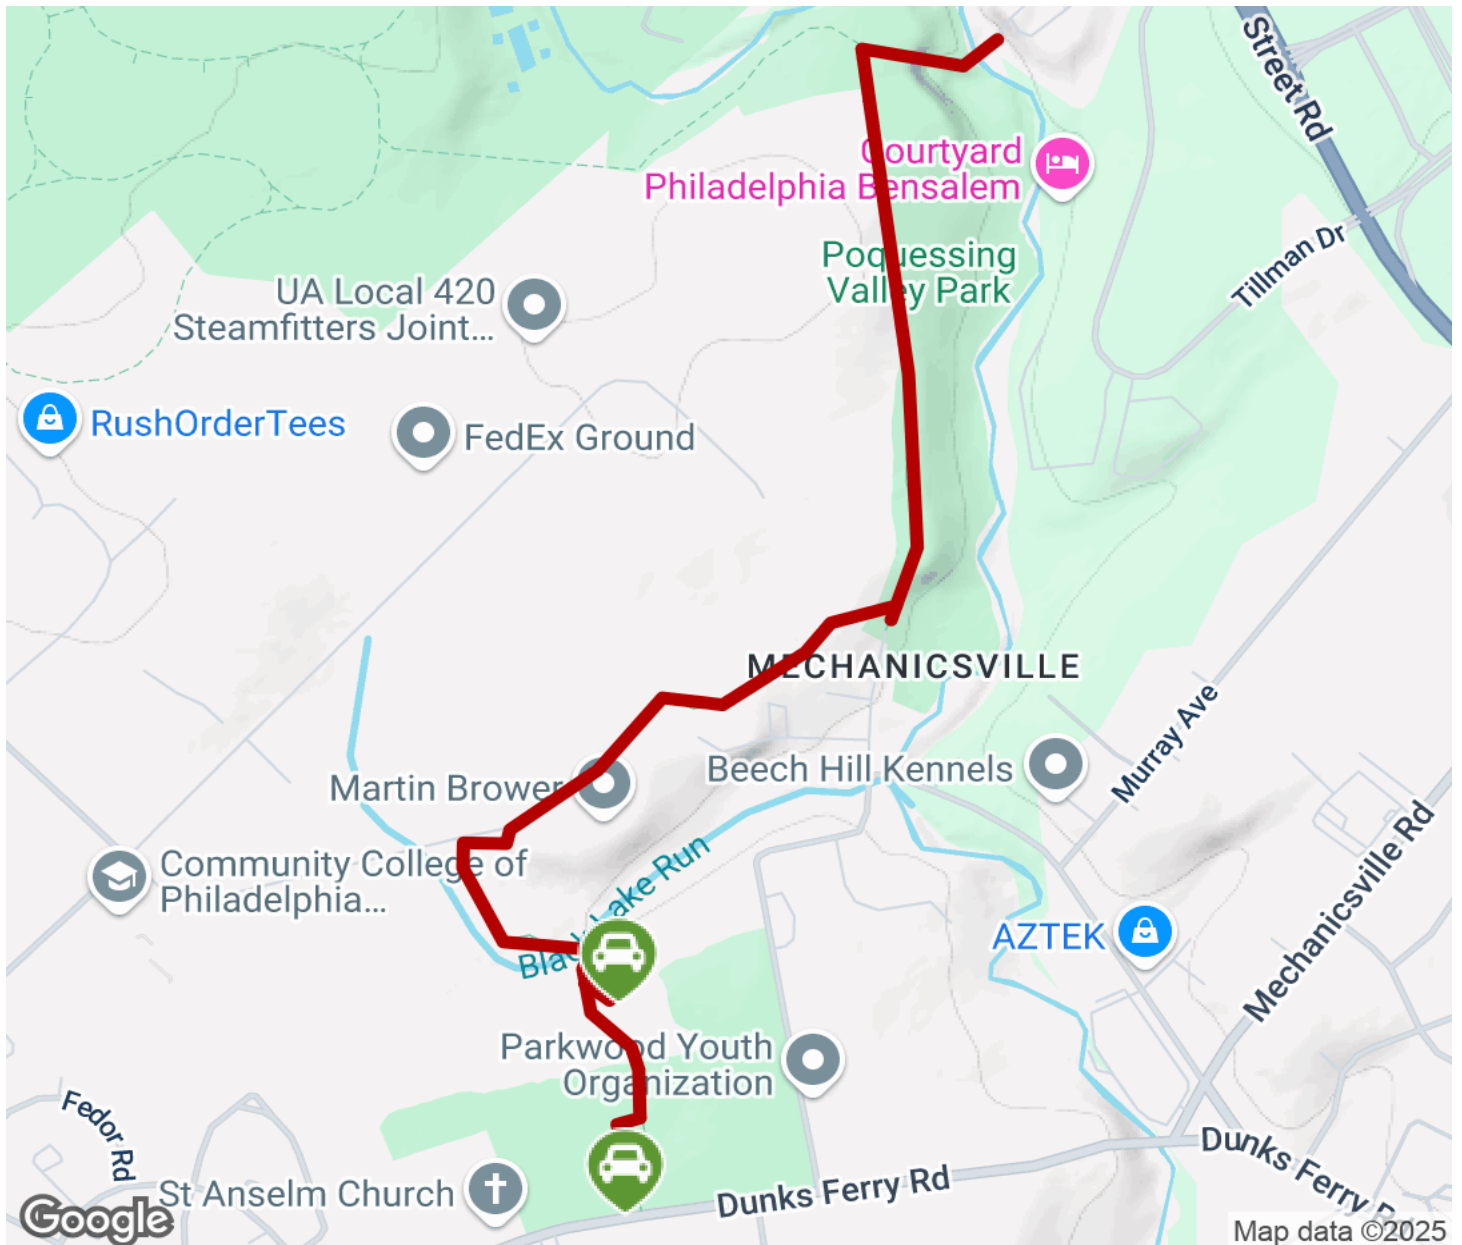 Street Rd
Courtyard
Philadelphia Bensalem
Poquessing
Valley Park
Tillman Dr
UA Local 420
Steamfitters Joint...
RushOrderTees
FedEx Ground
MECHANICSVILLE
Murray Ave
Martin Brower
Beech Hill Kennels
Mechanicsville Rd
Community College of
Philadelphia...
Black Lake Run
AZTEK
Parkwood Youth
Organization
Fedor Rd
St Anselm Church
Dunks Ferry Rd
Dunks Ferry Rd
Google
Map data ©2025